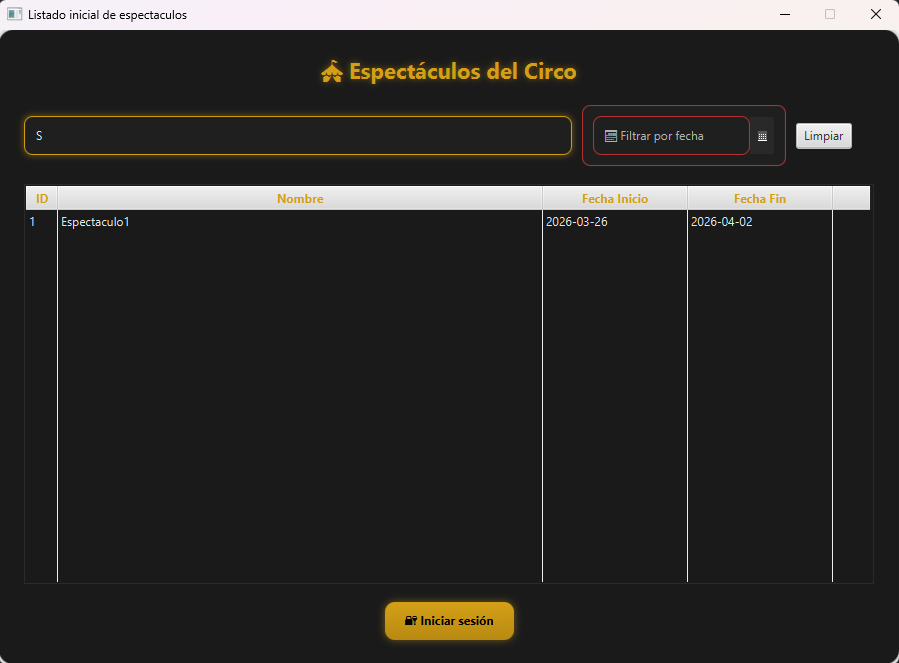 Listado inicial de espectaculos
Espectáculos del Circo
S
Filtrar por fecha
Limpiar
ID Nombre Fecha Inicio Fecha Fin
1 Espectaculo1 2026-03-26 2026-04-02
Iniciar sesión